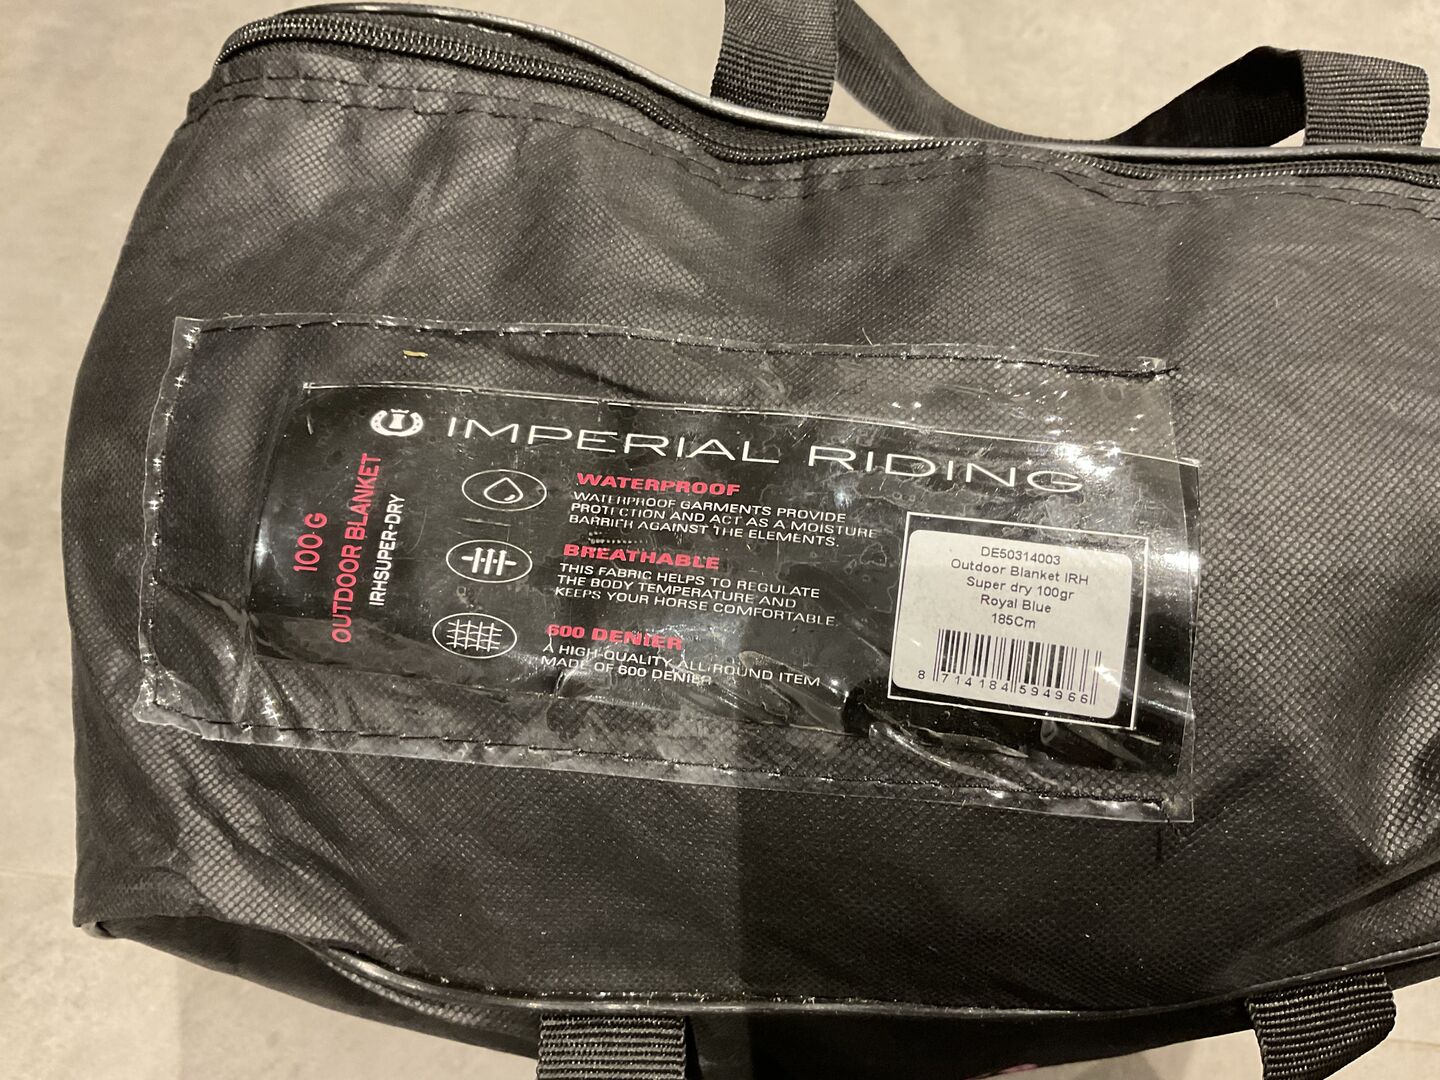 IMPERIAL RIDING
100 G
OUTDOOR BLANKET
IRHSUPER-DRY
WATERPROOF
WATERPROOF GARMENTS PROVIDE
PROTECTION AND ACT AS A MOISTURE
BARRIER AGAINST THE ELEMENTS.
BREATHABLE
THIS FABRIC HELPS TO REGULATE
THE BODY TEMPERATURE AND
KEEPS YOUR HORSE COMFORTABLE.
600 DENIER
A HIGH-QUALITY ALL-ROUND ITEM
MADE OF 600 DENIER
DE50314003
Outdoor Blanket IRH
Super dry 100gr
Royal Blue
185Cm
8 714184 594966